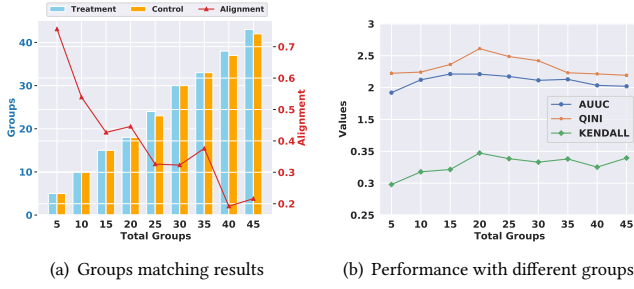 Treatment Control Alignment
Groups
40
30
20
10
0
0.7
0.6
0.5
0.4
0.3
0.2
Alignment
5 10 15 20 25 30 35 40 45
Total Groups
(a) Groups matching results
Values
3
2.5
2
1.5
0.35
0.3
0.25
AUUC
QINI
KENDALL
5 10 15 20 25 30 35 40 45
Total Groups
(b) Performance with different groups